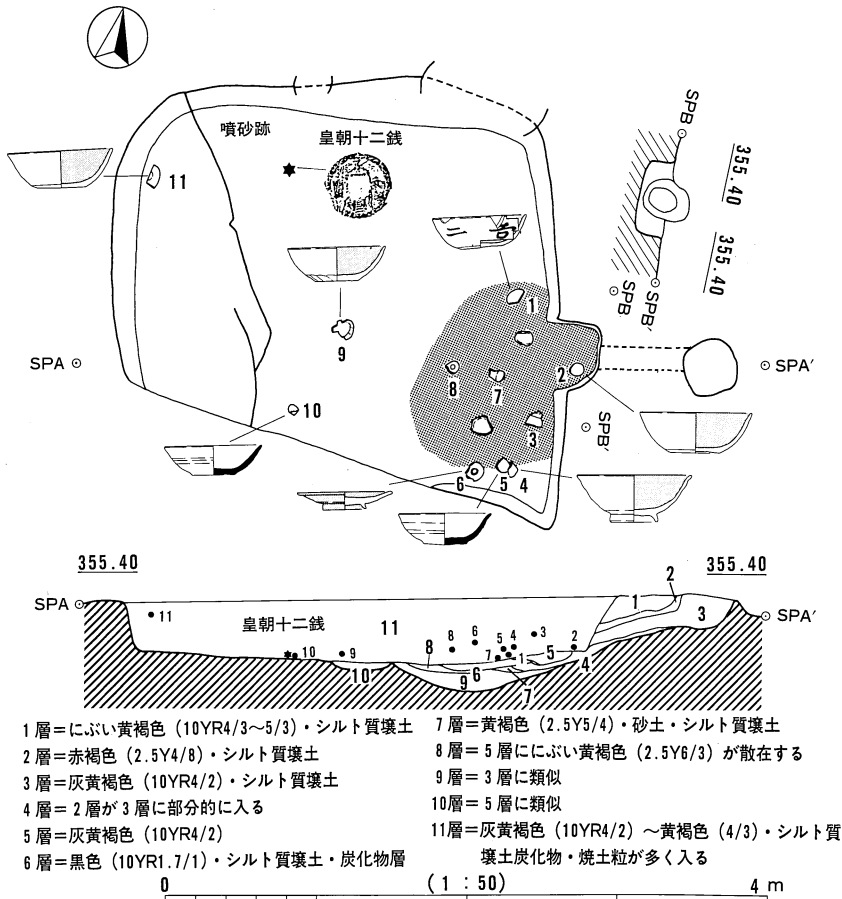 噴砂跡
皇朝十二銭
11
SPB
355.40
355.40
SPB
SPB′
1
9
8
7
2
SPA
SPA′
10
3
SPB′
6
5
4
355.40
355.40
2
SPA
11
皇朝十二銭
11
1
3
SPA′
8
6
5
4
3
2
10
9
8
7
1
5
4
10
9
6
7
1層=にぶい黄褐色(10YR4/3〜5/3)・シルト質壌土
2層=赤褐色(2.5Y4/8)・シルト質壌土
3層=灰黄褐色(10YR4/2)・シルト質壌土
4層=2層が3層に部分的に入る
5層=灰黄褐色(10YR4/2)
6層=黒色(10YR1.7/1)・シルト質壌土・炭化物層
7層=黄褐色(2.5Y5/4)・砂土・シルト質壌土
8層=5層ににぶい黄褐色(2.5Y6/3)が散在する
9層=3層に類似
10層=5層に類似
11層=灰黄褐色(10YR4/2)〜黄褐色(4/3)・シルト質
壌土炭化物・焼土粒が多く入る
0
(1:50)
4 m